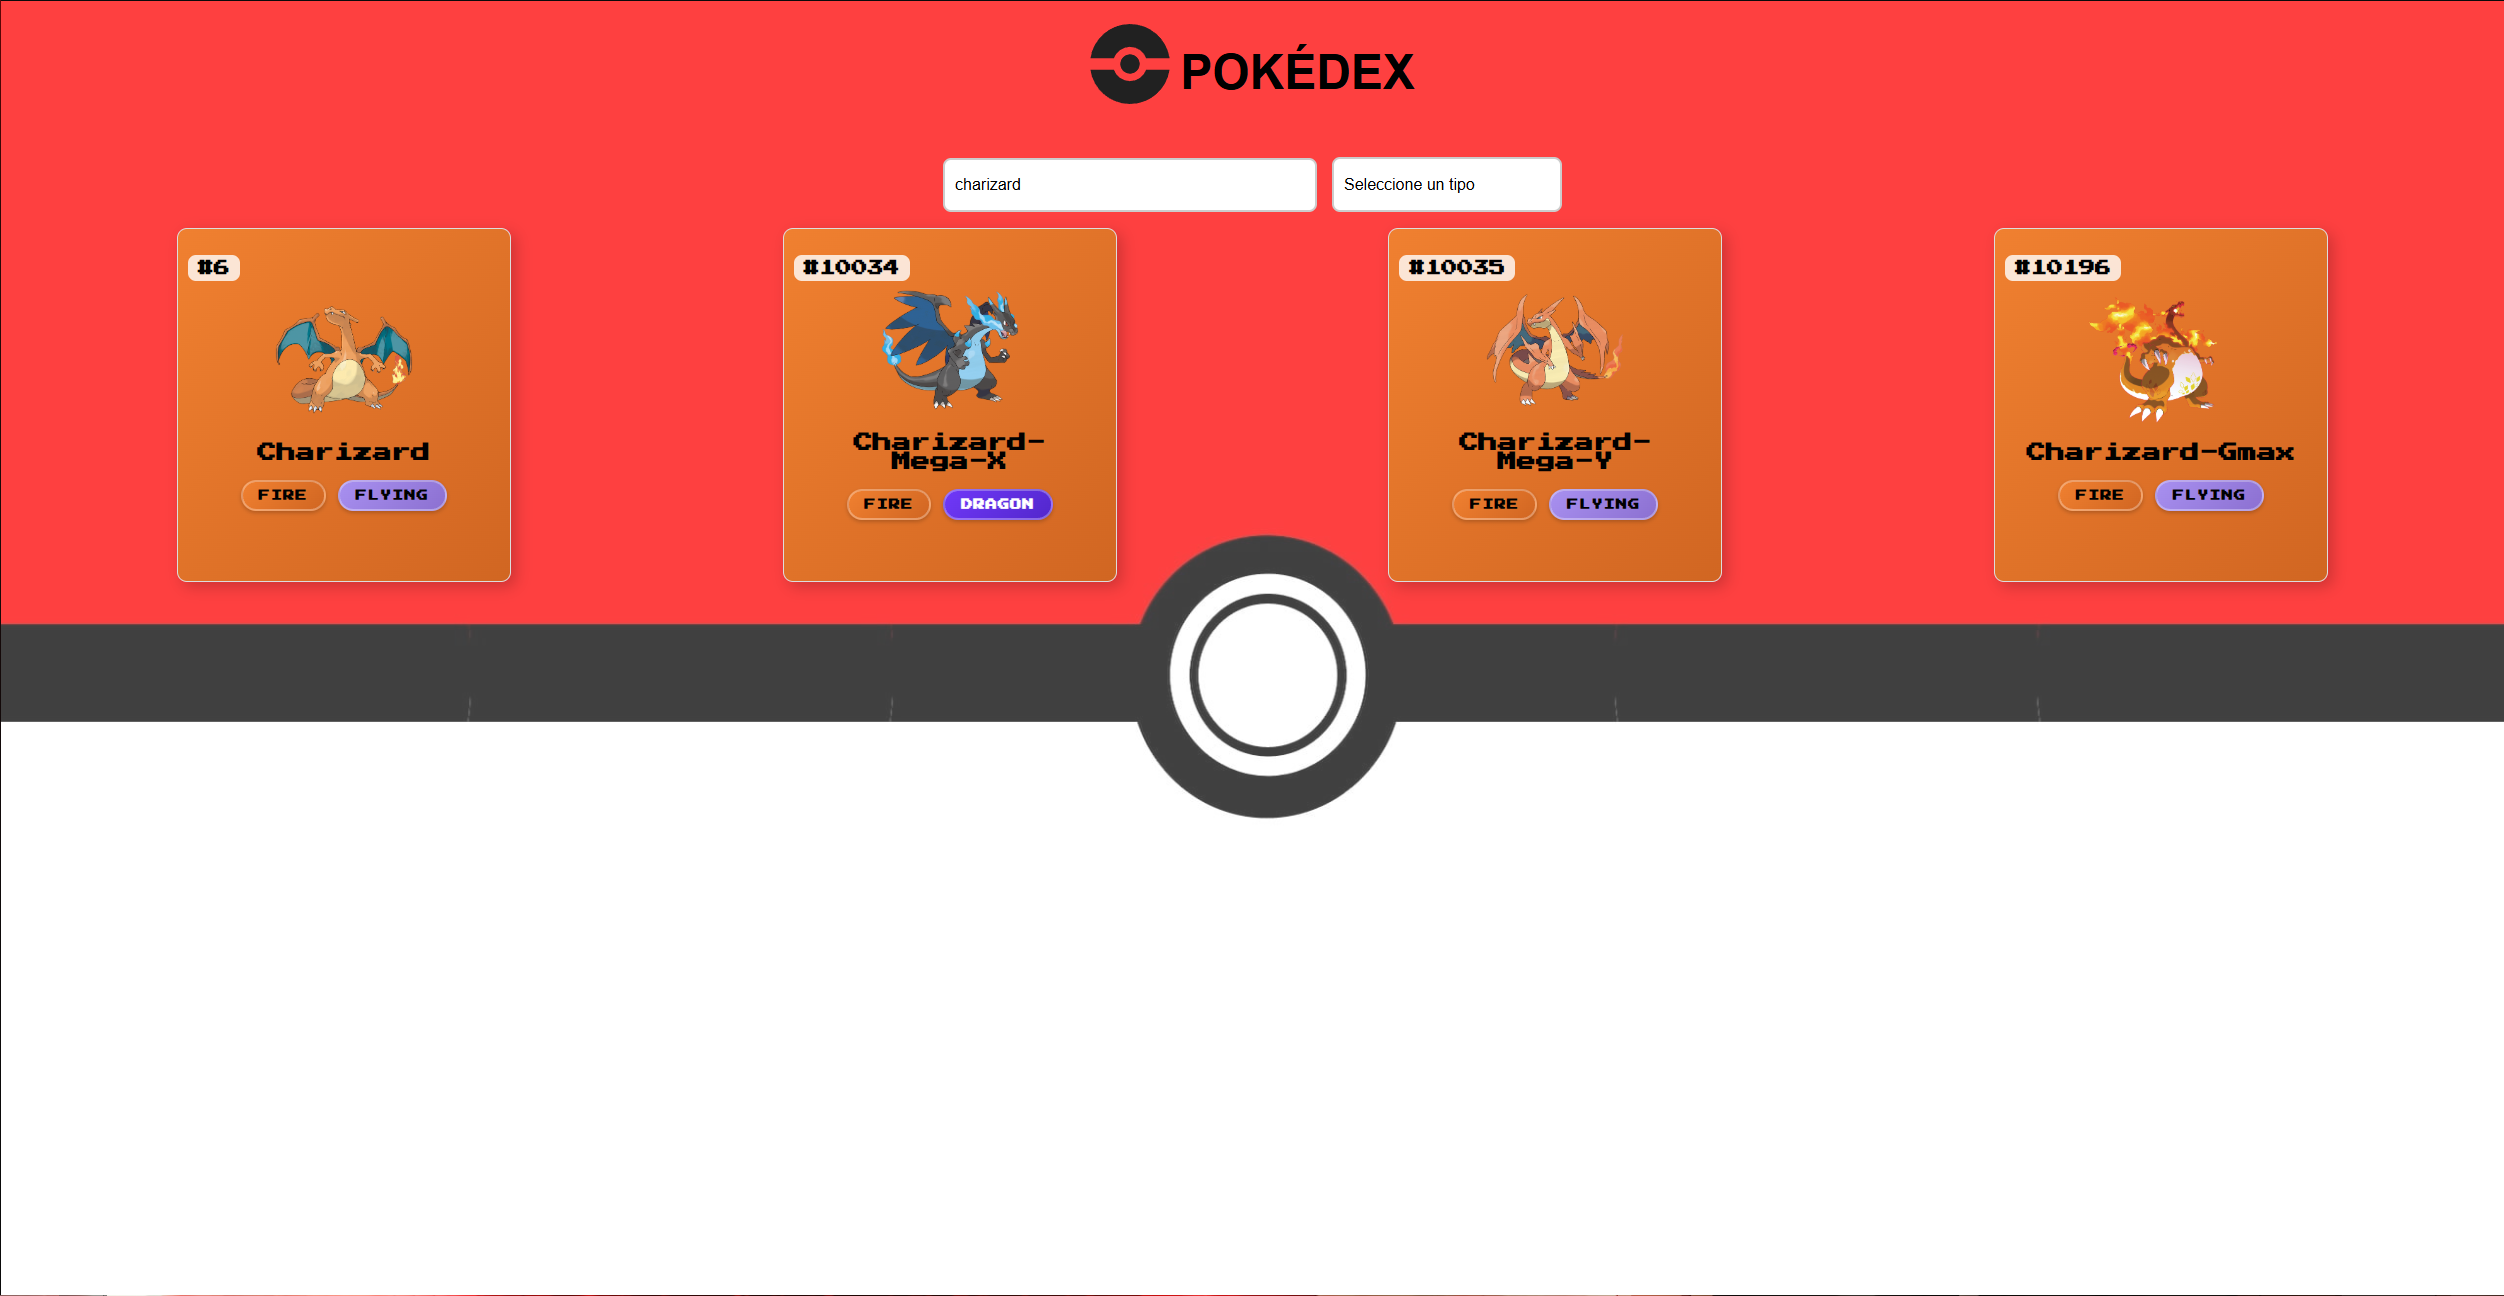 POKÉDEX
charizard
Seleccione un tipo
#6
Charizard
FIRE FLYING
#10034
Charizard-
Mega-X
FIRE DRAGON
#10035
Charizard-
Mega-Y
FIRE FLYING
#10196
Charizard-Gmax
FIRE FLYING